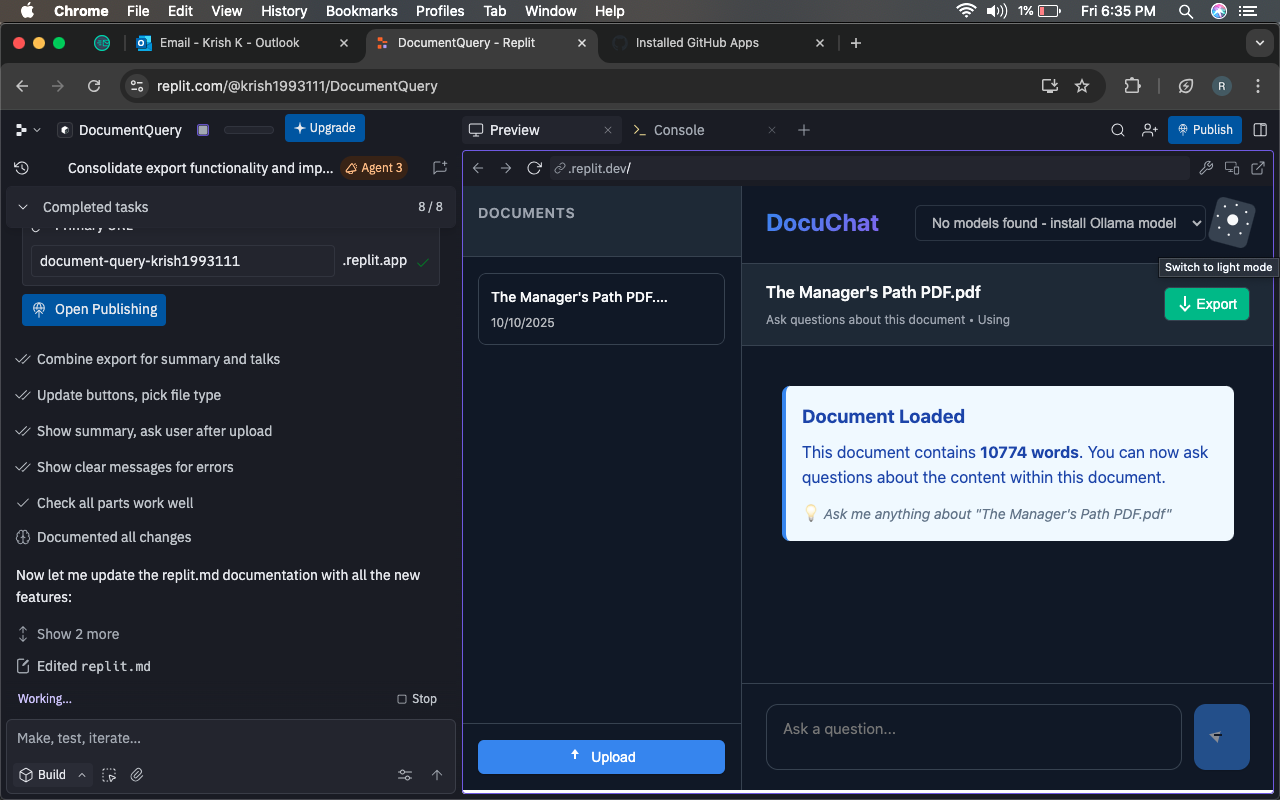 Chrome File Edit View History Bookmarks Profiles Tab Window Help 1% Fri 6:35 PM
Email - Krish K - Outlook DocumentQuery - Replit Installed GitHub Apps
replit.com/@krish1993111/DocumentQuery R
DocumentQuery Upgrade
Consolidate export functionality and imp... Agent 3
Completed tasks 8 / 8
Primary URL
document-query-krish1993111 .replit.app
Open Publishing
Combine export for summary and talks
Update buttons, pick file type
Show summary, ask user after upload
Show clear messages for errors
Check all parts work well
Documented all changes
Now let me update the replit.md documentation with all the new
features:
Show 2 more
Edited replit.md
Working... Stop
Make, test, iterate...
Build
Preview Console Publish
.replit.dev/
DOCUMENTS
The Manager's Path PDF....
10/10/2025
Upload
DocuChat No models found - install Ollama model
Switch to light mode
The Manager's Path PDF.pdf
Ask questions about this document • Using
Export
Document Loaded
This document contains 10774 words. You can now ask
questions about the content within this document.
💡 Ask me anything about "The Manager's Path PDF.pdf"
Ask a question...